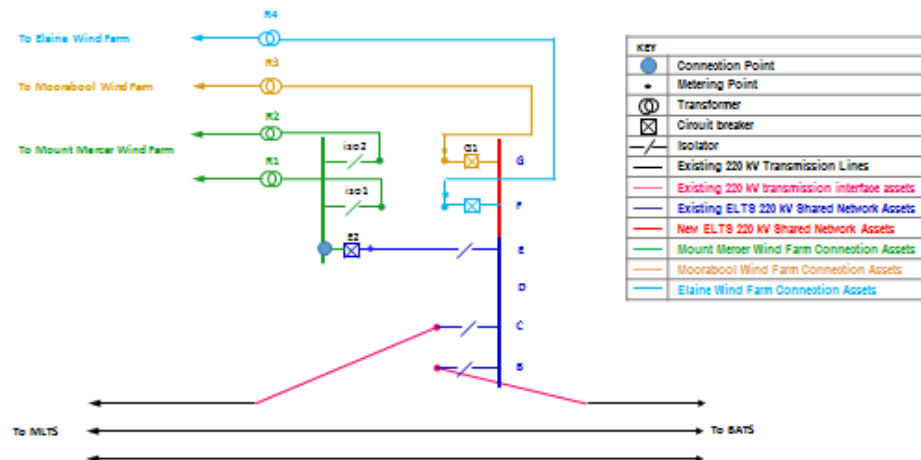 R4
To Elaine Wind Farm
R3
To Moorabool Wind Farm
R2
To Mount Mercer Wind Farm
R1
iso2
iso1
E2
G1
G
F
E
D
C
B
To MLTS
To BATS
KEY
Connection Point
Metering Point
Transformer
Circuit breaker
Isolator
Existing 220 kV Transmission Lines
Existing 220 kV transmission interface assets
Existing ELTS 220 kV Shared Network Assets
New ELTS 220 kV Shared Network Assets
Mount Mercer Wind Farm Connection Assets
Moorabool Wind Farm Connection Assets
Elaine Wind Farm Connection Assets